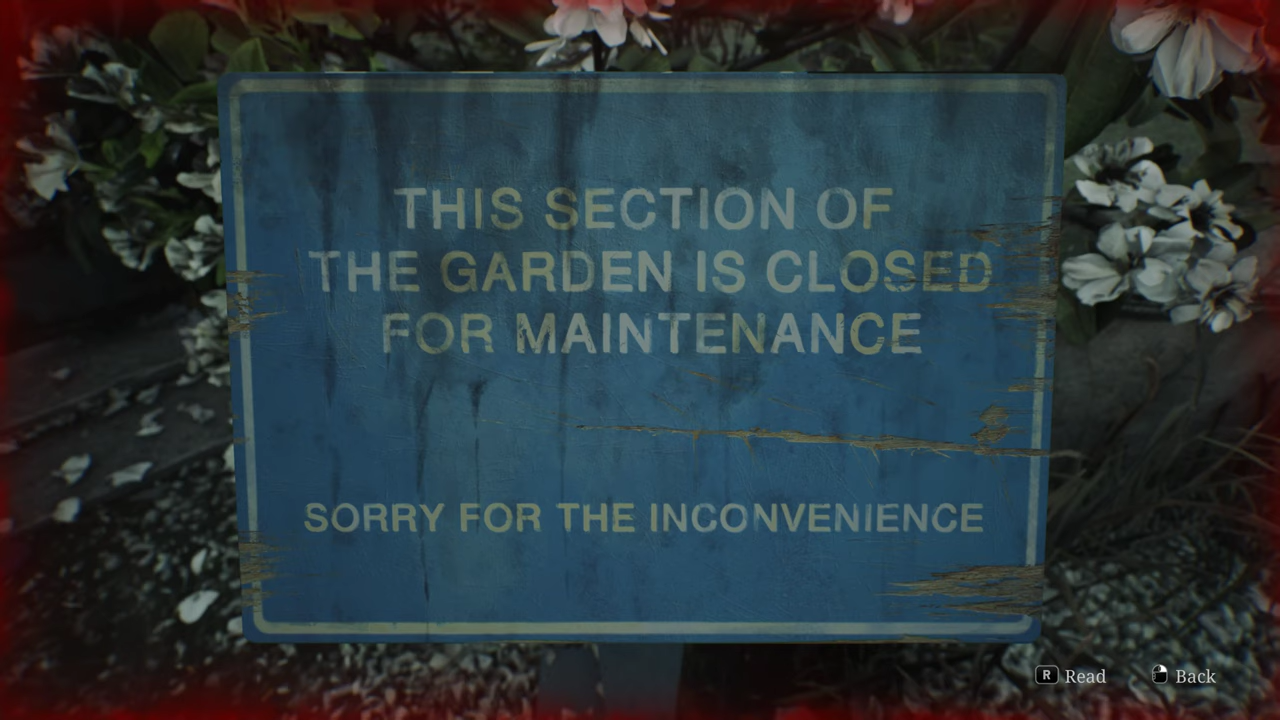 THIS SECTION OF
THE GARDEN IS CLOSED
FOR MAINTENANCE
SORRY FOR THE INCONVENIENCE
R Read Back